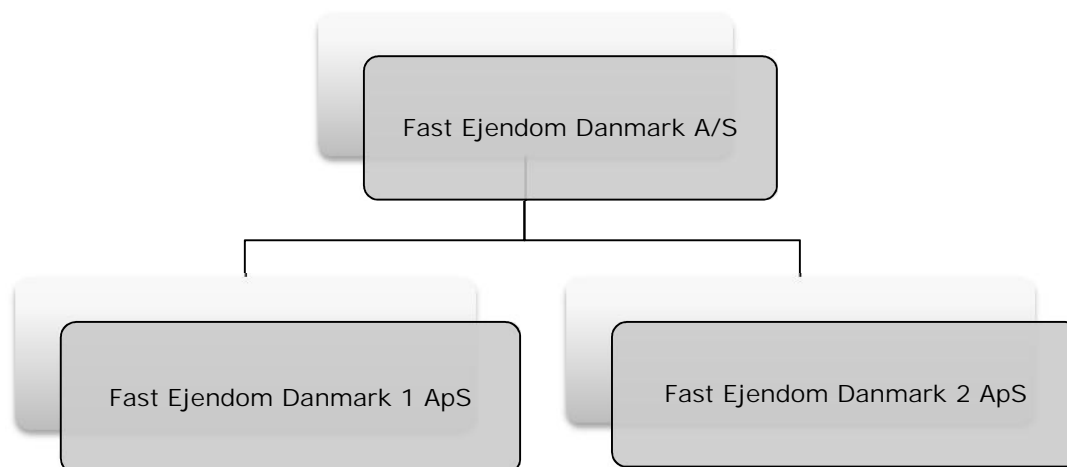 Fast Ejendom Danmark A/S
Fast Ejendom Danmark 1 ApS
Fast Ejendom Danmark 2 ApS